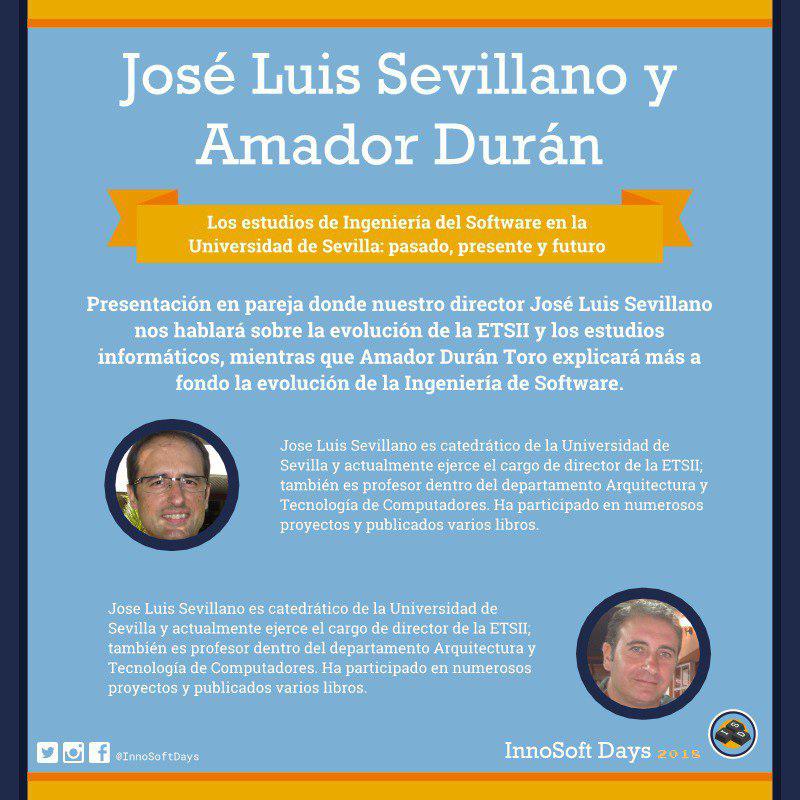 José Luis Sevillano y
Amador Durán
Los estudios de Ingeniería del Software en la
Universidad de Sevilla: pasado, presente y futuro
Presentación en pareja donde nuestro director José Luis Sevillano
nos hablará sobre la evolución de la ETSII y los estudios
informáticos, mientras que Amador Durán Toro explicará más a
fondo la evolución de la Ingeniería de Software.
Jose Luis Sevillano es catedrático de la Universidad de
Sevilla y actualmente ejerce el cargo de director de la ETSII;
también es profesor dentro del departamento Arquitectura y
Tecnología de Computadores. Ha participado en numerosos
proyectos y publicados varios libros.
Jose Luis Sevillano es catedrático de la Universidad de
Sevilla y actualmente ejerce el cargo de director de la ETSII;
también es profesor dentro del departamento Arquitectura y
Tecnología de Computadores. Ha participado en numerosos
proyectos y publicados varios libros.
@InnoSoftDays
InnoSoft Days 2018
I S D